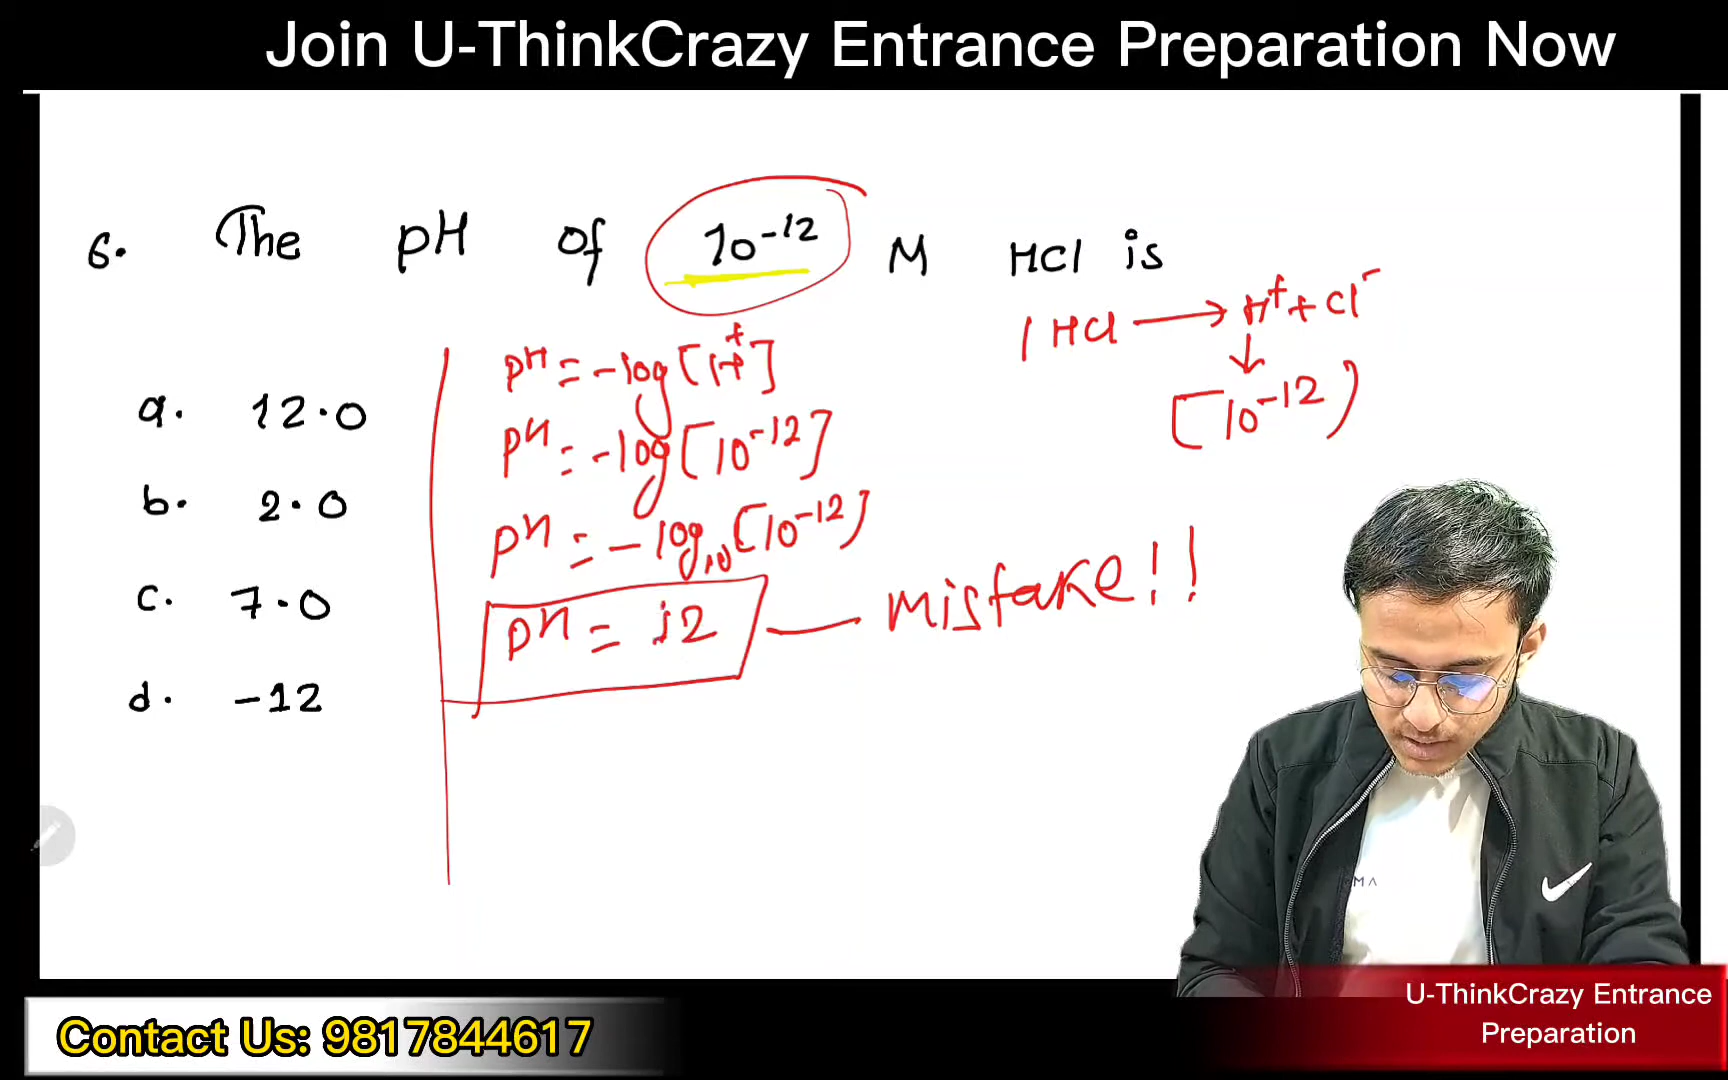 Join U-ThinkCrazy Entrance Preparation Now
6. The pH of 10⁻¹² M HCl is
1 HCl ⟶ H⁺ + Cl⁻
↓
[10⁻¹²)
a. 12.0
b. 2.0
c. 7.0
d. -12
pH = -log[H⁺]
pH = -log[10⁻¹²]
pH = -log₁₀[10⁻¹²]
pH = 12 — mistake!!
MA
U-ThinkCrazy Entrance
Preparation
Contact Us: 9817844617